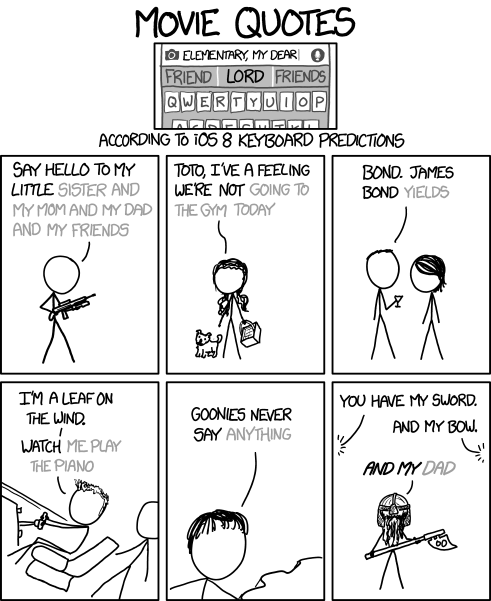 MOVIE QUOTES
ELEMENTARY, MY DEAR
FRIEND LORD FRIENDS
Q W E R T Y U I O P
ACCORDING TO iOS 8 KEYBOARD PREDICTIONS
SAY HELLO TO MY
LITTLE SISTER AND
MY MOM AND MY DAD
AND MY FRIENDS
TOTO, I'VE A FEELING
WE'RE NOT GOING TO
THE GYM TODAY
BOND. JAMES
BOND YIELDS
I'M A LEAF ON
THE WIND.
WATCH ME PLAY
THE PIANO
GOONIES NEVER
SAY ANYTHING
YOU HAVE MY SWORD.
AND MY BOW.
AND MY DAD